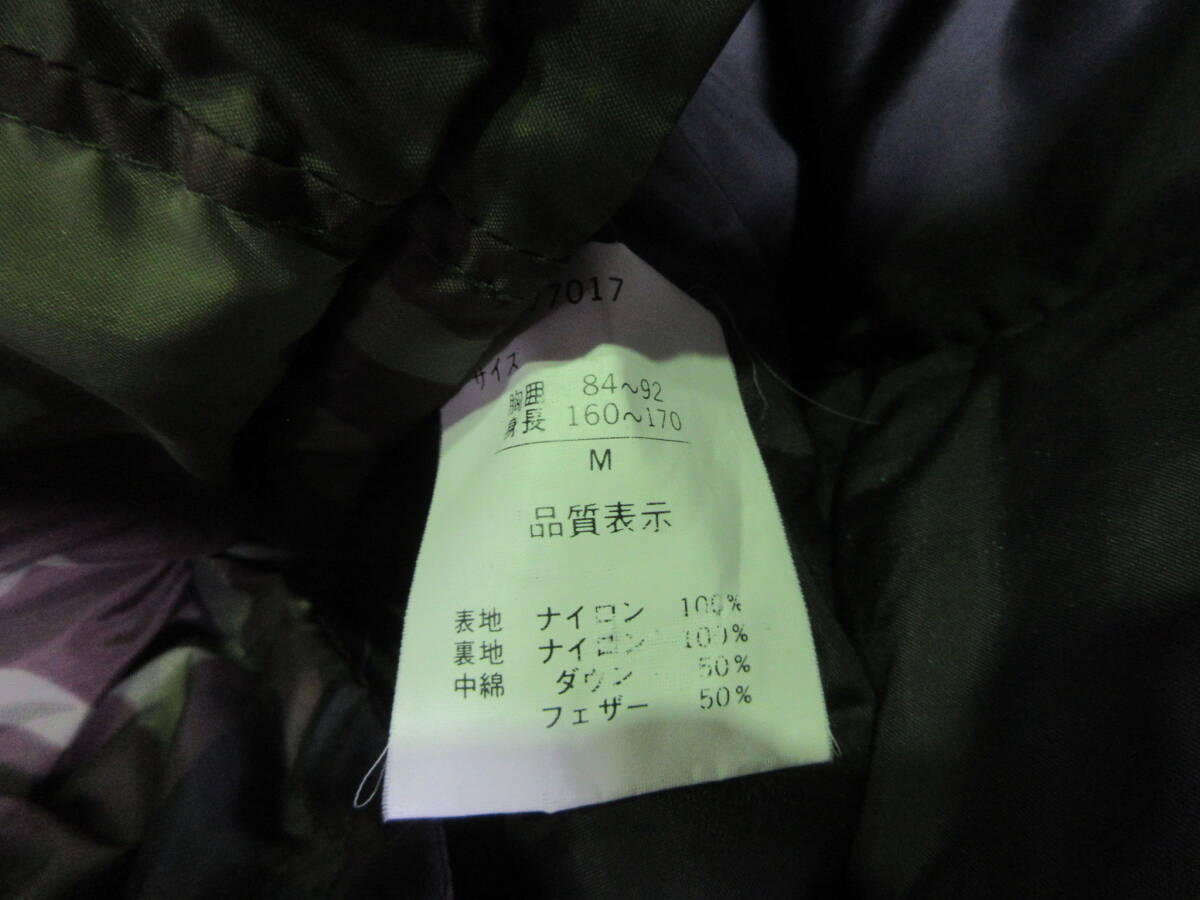 7017
サイズ
胸囲 84～92
身長 160～170
M
品質表示
表地 ナイロン 100%
裏地 ナイロン 100%
中綿 ダウン 50%
フェザー 50%